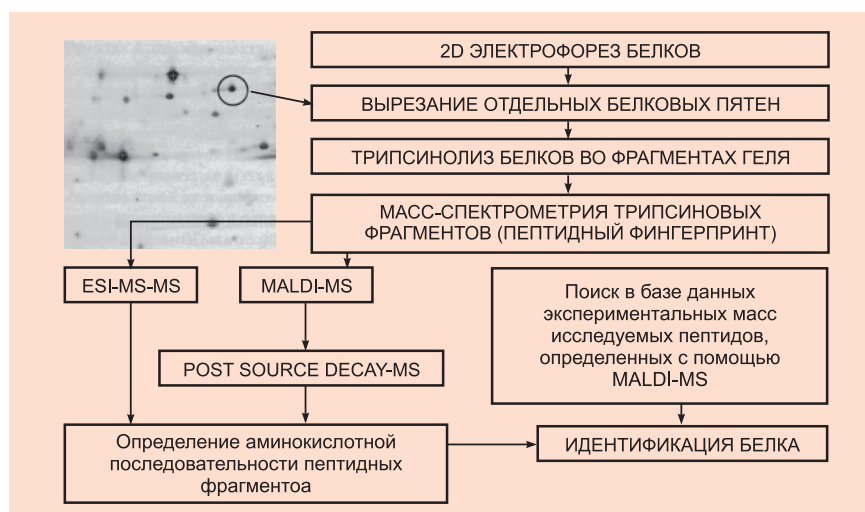 2D ЭЛЕКТРОФОРЕЗ БЕЛКОВ
ВЫРЕЗАНИЕ ОТДЕЛЬНЫХ БЕЛКОВЫХ ПЯТЕН
ТРИПСИНОЛИЗ БЕЛКОВ ВО ФРАГМЕНТАХ ГЕЛЯ
МАСС-СПЕКТРОМЕТРИЯ ТРИПСИНОВЫХ
ФРАГМЕНТОВ (ПЕПТИДНЫЙ ФИНГЕРПРИНТ)
ESI-MS-MS
MALDI-MS
Поиск в базе данных
экспериментальных масс
исследуемых пептидов,
определенных с помощью
MALDI-MS
POST SOURCE DECAY-MS
Определение аминокислотной
последовательности пептидных
фрагментоа
ИДЕНТИФИКАЦИЯ БЕЛКА